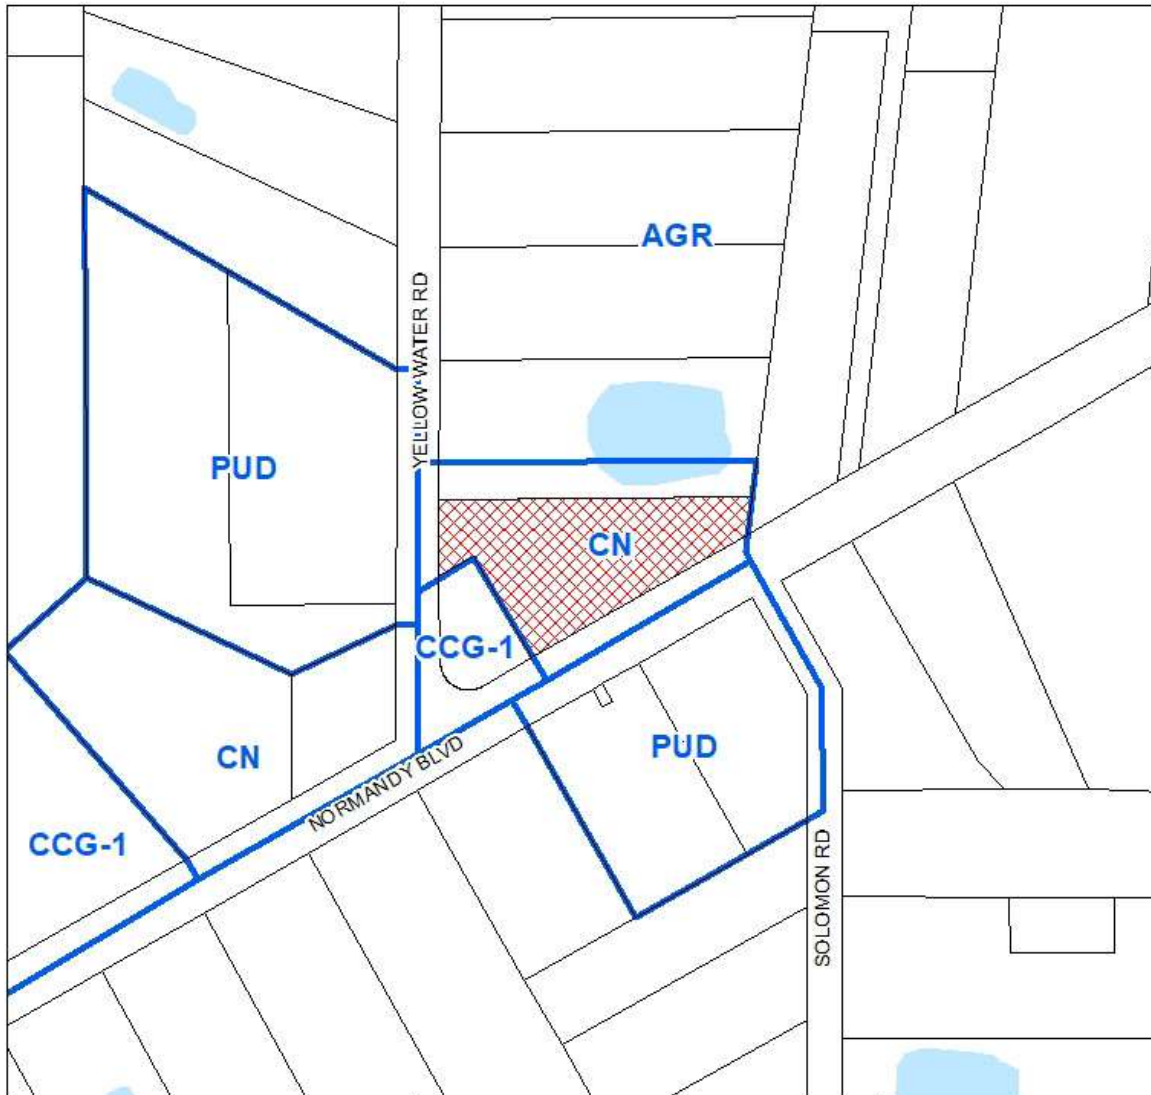 AGR
YELLOW WATER RD
PUD
CN
CCG-1
PUD
CN
NORMANDY BLVD
CCG-1
SOLOMON RD